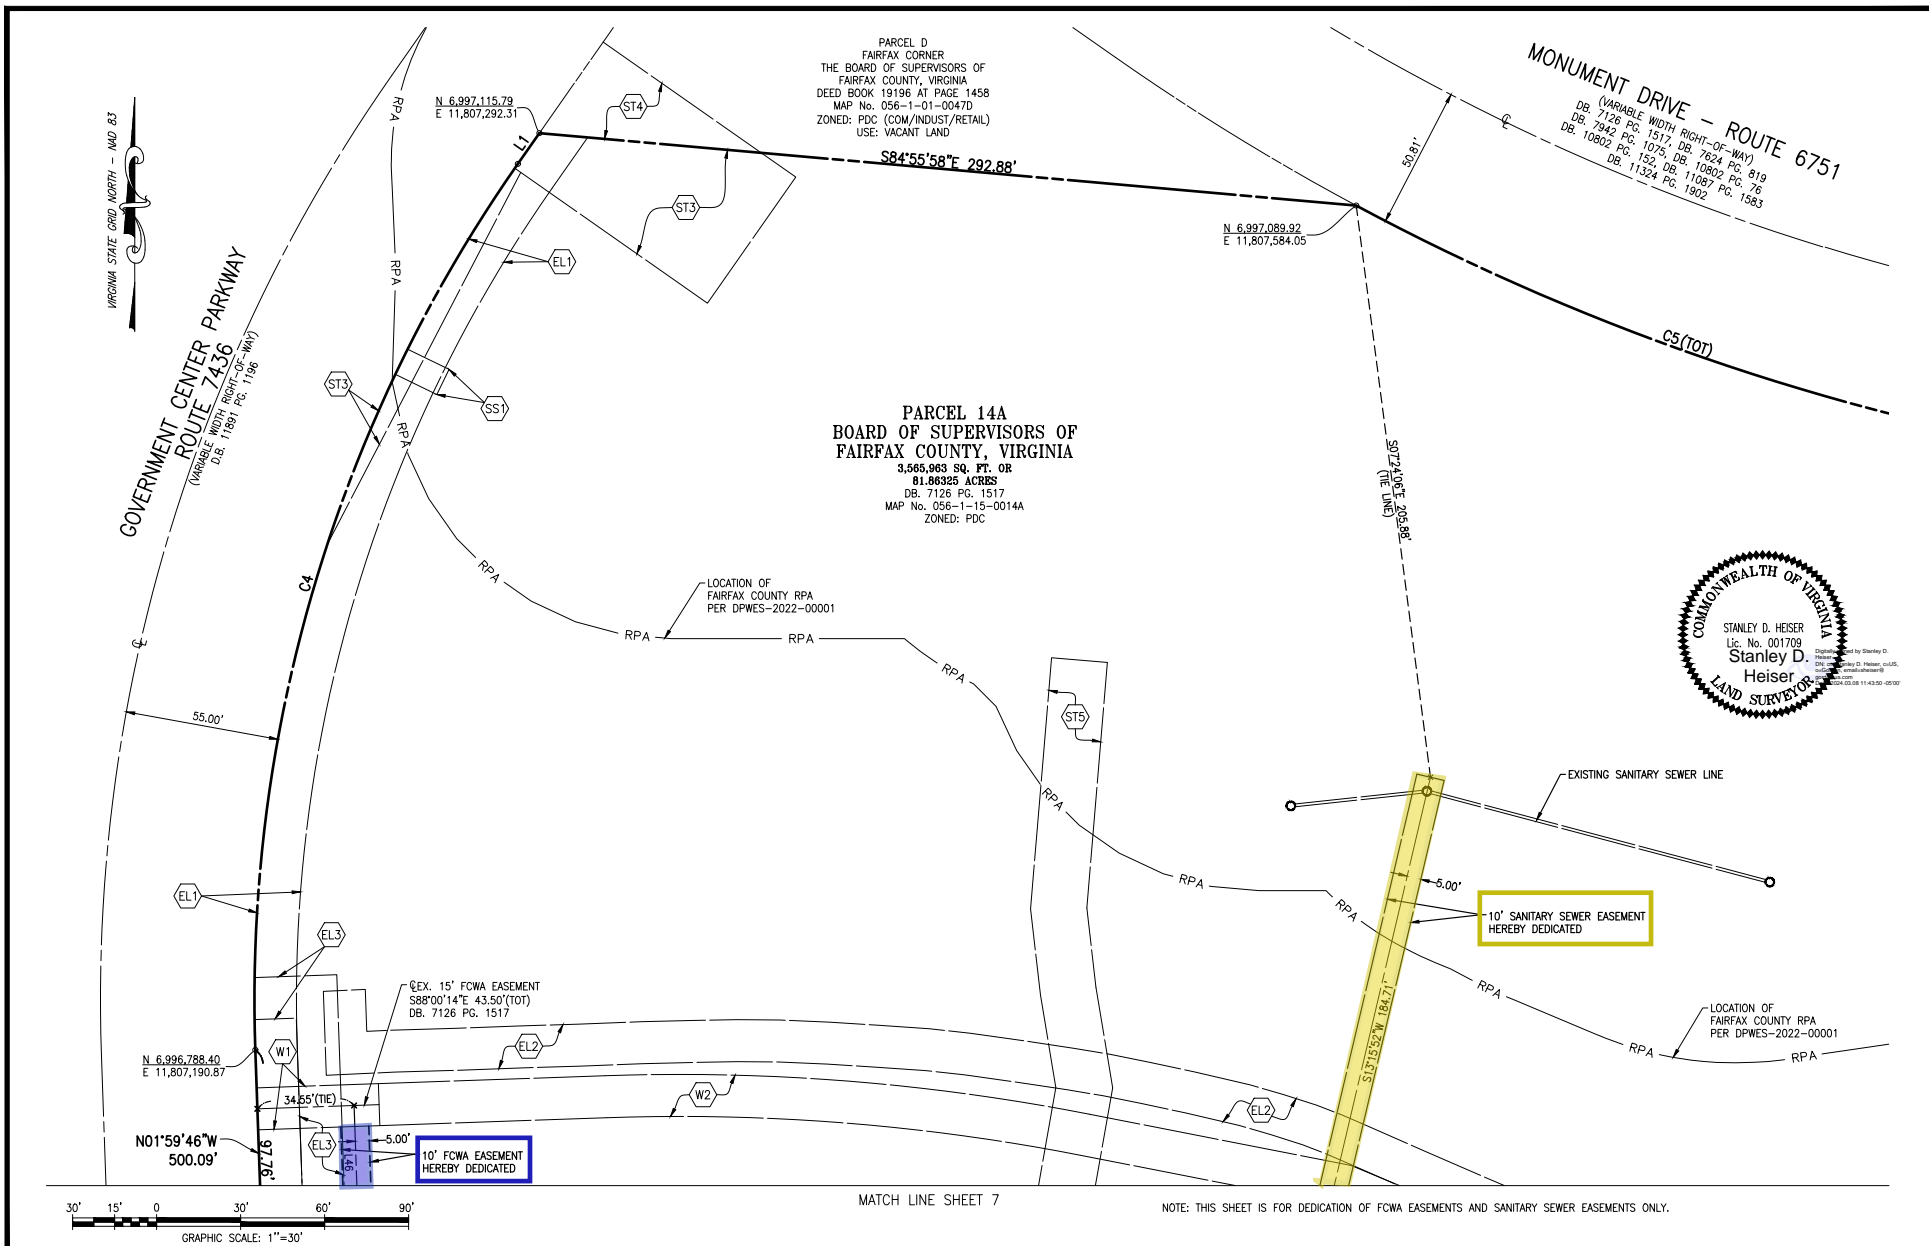 PARCEL D
FAIRFAX CORNER
THE BOARD OF SUPERVISORS OF
FAIRFAX COUNTY, VIRGINIA
DEED BOOK 19196 AT PAGE 1458
MAP No. 056-1-01-0047D
ZONED: PDC (COM/INDUST/RETAIL)
USE: VACANT LAND
MONUMENT DRIVE - ROUTE 6751
(VARIABLE WIDTH RIGHT-OF-WAY)
DB. 7126 PG. 1517, DB. 7624 PG. 819
DB. 7942 PG. 1075, DB. 10802 PG. 76
DB. 10802 PG. 152, DB. 11087 PG. 1583
DB. 11324 PG. 1902
50.81'
VIRGINIA STATE GRID NORTH - NAD 83
N 6,997,115.79
E 11,807,292.31
L1
ST4
RPA
S84°55'58"E 292.88'
ST3
N 6,997,089.92
E 11,807,584.05
EL1
RPA
GOVERNMENT CENTER PARKWAY
ROUTE 7436
(VARIABLE WIDTH RIGHT-OF-WAY)
D.B. 11891 PG. 1196
C5(TOT)
ST3
SS1
RPA
PARCEL 14A
BOARD OF SUPERVISORS OF
FAIRFAX COUNTY, VIRGINIA
3,565,963 SQ. FT. OR
81.86325 ACRES
DB. 7126 PG. 1517
MAP No. 056-1-15-0014A
ZONED: PDC
S07°24'06"E 205.88'
(TIE LINE)
C4
RPA
LOCATION OF
FAIRFAX COUNTY RPA
PER DPWES-2022-00001
RPA
RPA
RPA
COMMONWEALTH OF VIRGINIA
STANLEY D. HEISER
Lic. No. 001709
Stanley D.
Heiser
LAND SURVEYOR
55.00'
ST5
EXISTING SANITARY SEWER LINE
RPA
RPA
RPA
5.00'
10' SANITARY SEWER EASEMENT
HEREBY DEDICATED
EL1
EL3
℄EX. 15' FCWA EASEMENT
S88°00'14"E 43.50'(TOT)
DB. 7126 PG. 1517
S13°15'52"W 184.71'
RPA
LOCATION OF
FAIRFAX COUNTY RPA
PER DPWES-2022-00001
RPA
RPA
EL2
W1
N 6,996,788.40
E 11,807,190.87
34.55'(TIE)
W2
EL2
N01°59'46"W
500.09'
97.76'
EL3
5.00'
10' FCWA EASEMENT
HEREBY DEDICATED
MATCH LINE SHEET 7
NOTE: THIS SHEET IS FOR DEDICATION OF FCWA EASEMENTS AND SANITARY SEWER EASEMENTS ONLY.
30' 15' 0 30' 60' 90'
GRAPHIC SCALE: 1"=30'